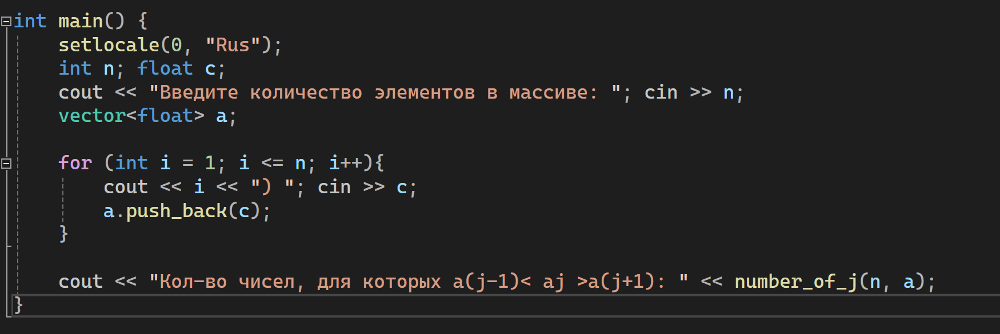 int main() {
    setlocale(0, "Rus");
    int n; float c;
    cout << "Введите количество элементов в массиве: "; cin >> n;
    vector<float> a;

    for (int i = 1; i <= n; i++){
        cout << i << ") "; cin >> c;
        a.push_back(c);
    }

    cout << "Кол-во чисел, для которых a(j-1)< aj >a(j+1): " << number_of_j(n, a);
}